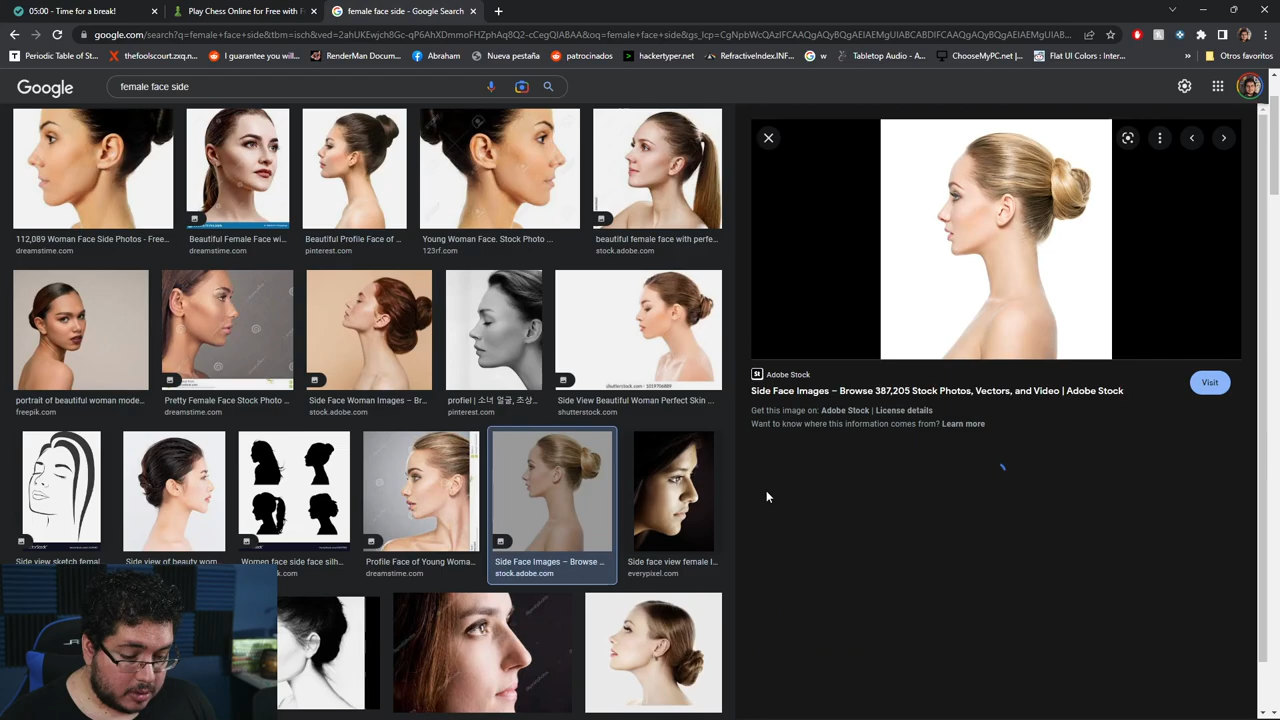 05:00 - Time for a break!
Play Chess Online for Free with F
female face side - Google Search
google.com/search?q=female+face+side&tbm=isch&ved=2ahUKEwjch8Gc-qP6AhXDmmoFHZphAq8Q2-cCegQIABAA&oq=female+face+side&gs_lcp=CgNpbWcQAzIFCAAQgAQyBQgAEIAEMgUIABCABDIFCAAQgAQyBQgAEIAEMgUIAB...
Periodic Table of St...
thefoolscourt.zxq.n...
I guarantee you will...
RenderMan Docume...
Abraham
Nueva pestaña
patrocinados
hackertyper.net
RefractiveIndex.INF...
w
Tabletop Audio - A...
ChooseMyPC.net |...
Flat UI Colors : Inter...
»
Otros favoritos
Google
female face side
112,089 Woman Face Side Photos - Free...
dreamstime.com
Beautiful Female Face wi...
dreamstime.com
Beautiful Profile Face of ...
pinterest.com
Young Woman Face. Stock Photo ...
123rf.com
beautiful female face with perfe...
stock.adobe.com
portrait of beautiful woman mode...
freepik.com
Pretty Female Face Stock Photo ...
dreamstime.com
Side Face Woman Images – Br...
stock.adobe.com
profiel | 소녀 얼굴, 초상...
pinterest.com
shutterstock.com · 1019706889
Side View Beautiful Woman Perfect Skin ...
shutterstock.com
Side view sketch femal
Side view of beauty wom
Women face side face silh...
k.com
Profile Face of Young Woma...
dreamstime.com
Side Face Images – Browse ...
stock.adobe.com
Side face view female I...
everypixel.com
St Adobe Stock
Side Face Images – Browse 387,205 Stock Photos, Vectors, and Video | Adobe Stock
Visit
Get this image on: Adobe Stock | License details
Want to know where this information comes from? Learn more